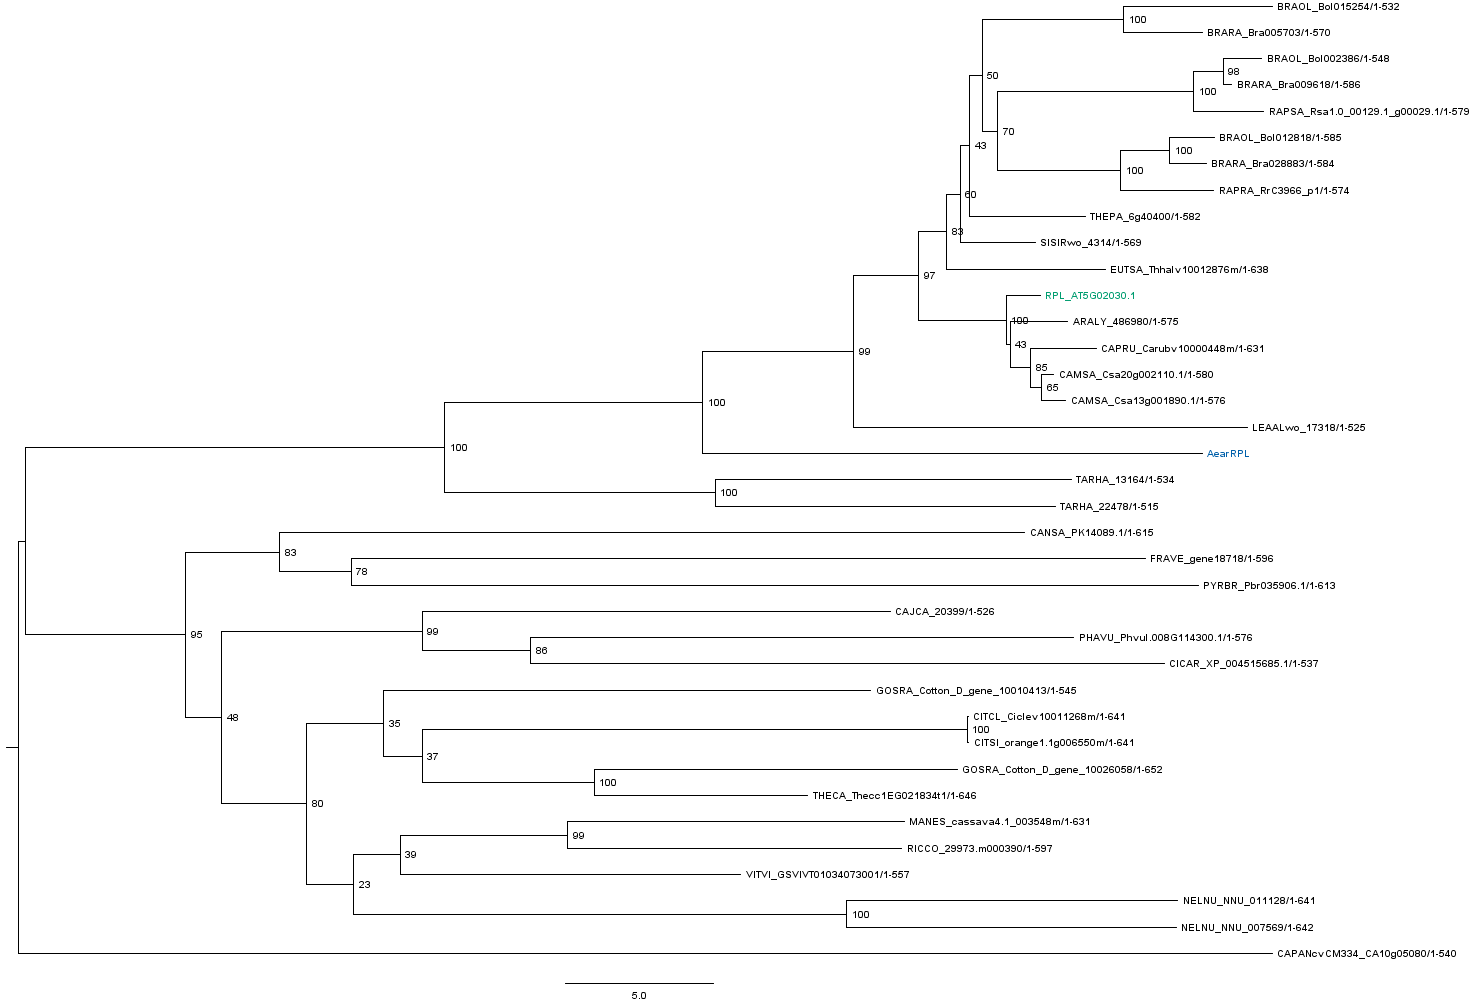 BRAOL_Bol015254/1-532
100
BRARA_Bra005703/1-570
BRAOL_Bol002386/1-548
98
50
BRARA_Bra009618/1-586
100
RAPSA_Rsa1.0_00129.1_g00029.1/1-579
70
BRAOL_Bol012818/1-585
43
100
BRARA_Bra028883/1-584
100
RAPRA_RrC3966_p1/1-574
60
THEPA_6g40400/1-582
83
SISIRwo_4314/1-569
EUTSA_Thhalv10012876m/1-638
97
RPL_AT5G02030.1
100
ARALY_486980/1-575
43
CAPRU_Carubv10000448m/1-631
99
85
CAMSA_Csa20g002110.1/1-580
65
CAMSA_Csa13g001890.1/1-576
100
LEAALwo_17318/1-525
100
AearRPL
TARHA_13164/1-534
100
TARHA_22478/1-515
CANSA_PK14089.1/1-615
83
FRAVE_gene18718/1-596
78
PYRBR_Pbr035906.1/1-613
CAJCA_20399/1-526
95
99
PHAVU_Phvul.008G114300.1/1-576
86
CICAR_XP_004515685.1/1-537
GOSRA_Cotton_D_gene_10010413/1-545
48
35
CITCL_Ciclev10011268m/1-641
100
CITSI_orange1.1g006550m/1-641
37
GOSRA_Cotton_D_gene_10026058/1-652
100
THECA_Thecc1EG021834t1/1-646
80
MANES_cassava4.1_003548m/1-631
99
RICCO_29973.m000390/1-597
39
VITVI_GSVIVT01034073001/1-557
23
NELNU_NNU_011128/1-641
100
NELNU_NNU_007569/1-642
CAPANcvCM334_CA10g05080/1-540
5.0